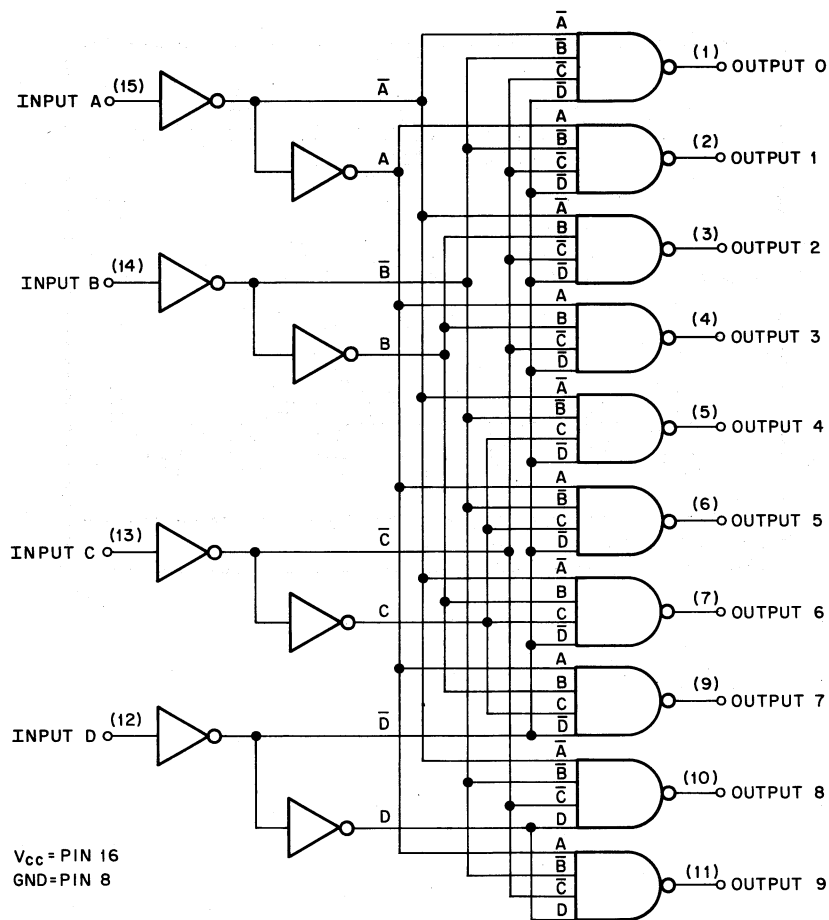 A̅
B̅
C̅
D̅
(1)
OUTPUT 0
INPUT A
(15)
A̅
A
A
B̅
C̅
D̅
(2)
OUTPUT 1
A̅
B
C̅
D̅
(3)
OUTPUT 2
INPUT B
(14)
B̅
B
A
B
C̅
D̅
(4)
OUTPUT 3
A̅
B̅
C
D̅
(5)
OUTPUT 4
A
B̅
C
D̅
(6)
OUTPUT 5
INPUT C
(13)
C̅
C
A̅
B
C
D̅
(7)
OUTPUT 6
A
B
C
D̅
(9)
OUTPUT 7
INPUT D
(12)
D̅
D
A̅
B̅
C̅
D
(10)
OUTPUT 8
A
B̅
C̅
D
(11)
OUTPUT 9
VCC=PIN 16
GND=PIN 8